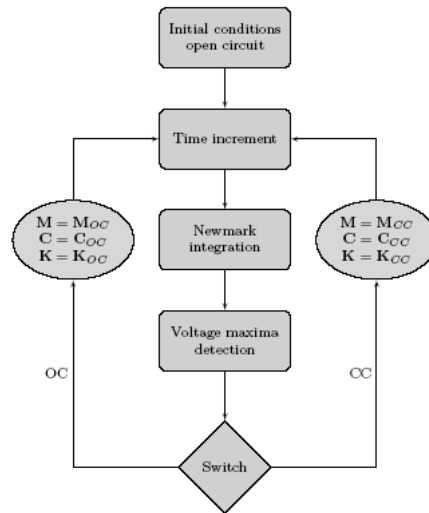 Initial conditions
open circuit
Time increment
M = M_OC
C = C_OC
K = K_OC
Newmark
integration
M = M_CC
C = C_CC
K = K_CC
Voltage maxima
detection
OC
CC
Switch